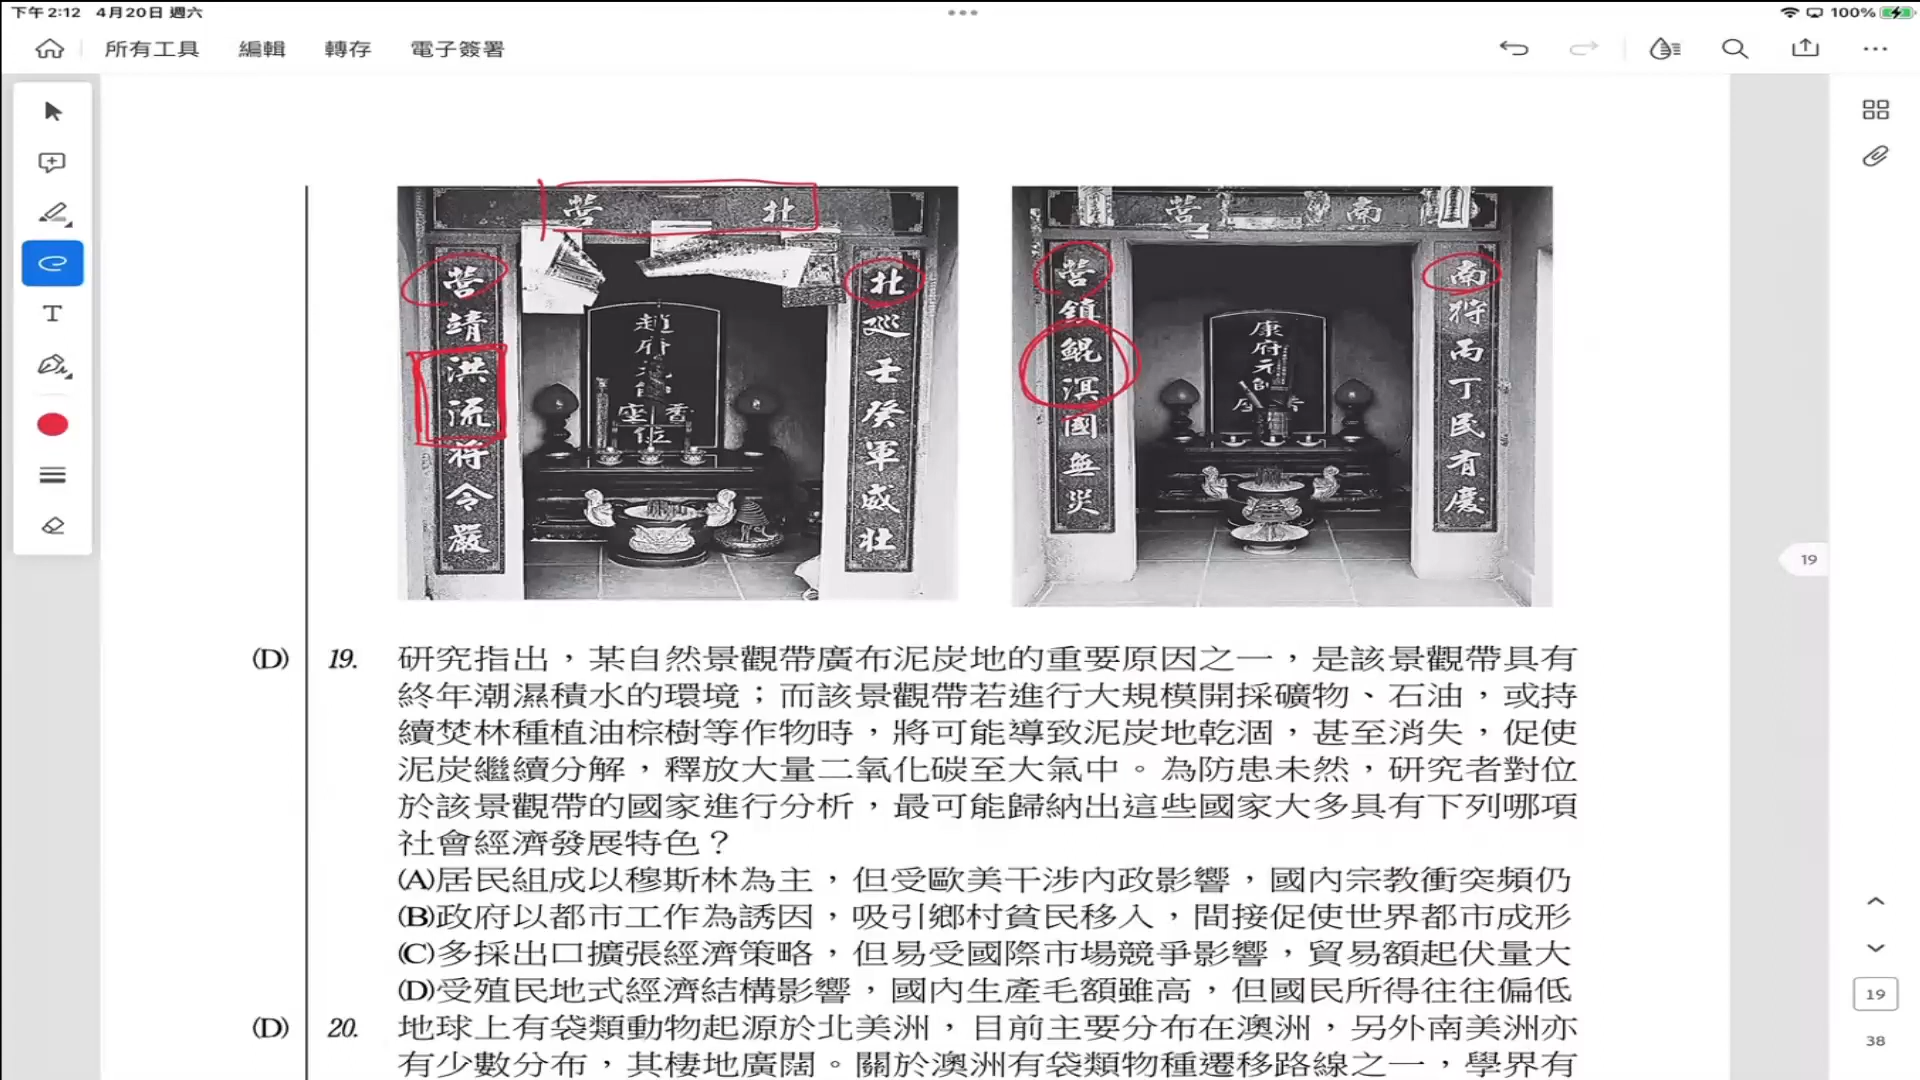 下午2:12 4月20日 週六
100%
所有工具 編輯 轉存 電子簽署
營 北
北巡壬癸軍威壯
營靖洪流將令嚴
趙府元帥
香座位
營 南
南狩丙丁民有慶
營鎮鯤溟國無災
康府元帥
19
(D) 19. 研究指出，某自然景觀帶廣布泥炭地的重要原因之一，是該景觀帶具有
終年潮濕積水的環境；而該景觀帶若進行大規模開採礦物、石油，或持
續焚林種植油棕樹等作物時，將可能導致泥炭地乾涸，甚至消失，促使
泥炭繼續分解，釋放大量二氧化碳至大氣中。為防患未然，研究者對位
於該景觀帶的國家進行分析，最可能歸納出這些國家大多具有下列哪項
社會經濟發展特色？
(A)居民組成以穆斯林為主，但受歐美干涉內政影響，國內宗教衝突頻仍
(B)政府以都市工作為誘因，吸引鄉村貧民移入，間接促使世界都市成形
(C)多採出口擴張經濟策略，但易受國際市場競爭影響，貿易額起伏量大
(D)受殖民地式經濟結構影響，國內生產毛額雖高，但國民所得往往偏低
(D) 20. 地球上有袋類動物起源於北美洲，目前主要分布在澳洲，另外南美洲亦
有少數分布，其棲地廣闊。關於澳洲有袋類物種遷移路線之一，學界有
19
38